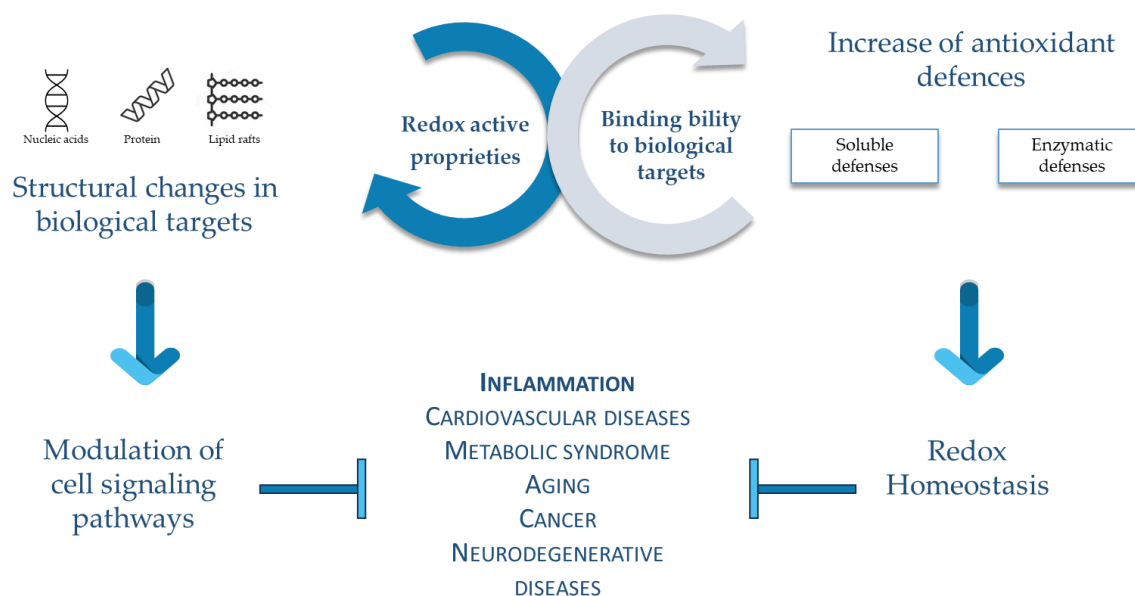 Nucleic acids
Protein
Lipid rafts
Structural changes in
biological targets
Redox active
proprieties
Binding bility
to biological
targets
Increase of antioxidant
defences
Soluble
defenses
Enzymatic
defenses
Modulation of
cell signaling
pathways
INFLAMMATION
CARDIOVASCULAR DISEASES
METABOLIC SYNDROME
AGING
CANCER
NEURODEGENERATIVE
DISEASES
Redox
Homeostasis